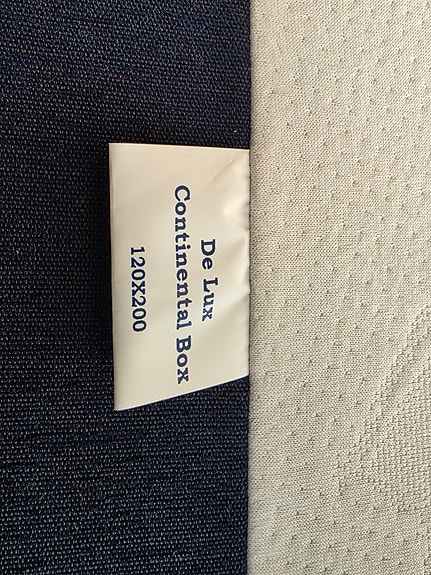 De Lux
Continental Box
120X200